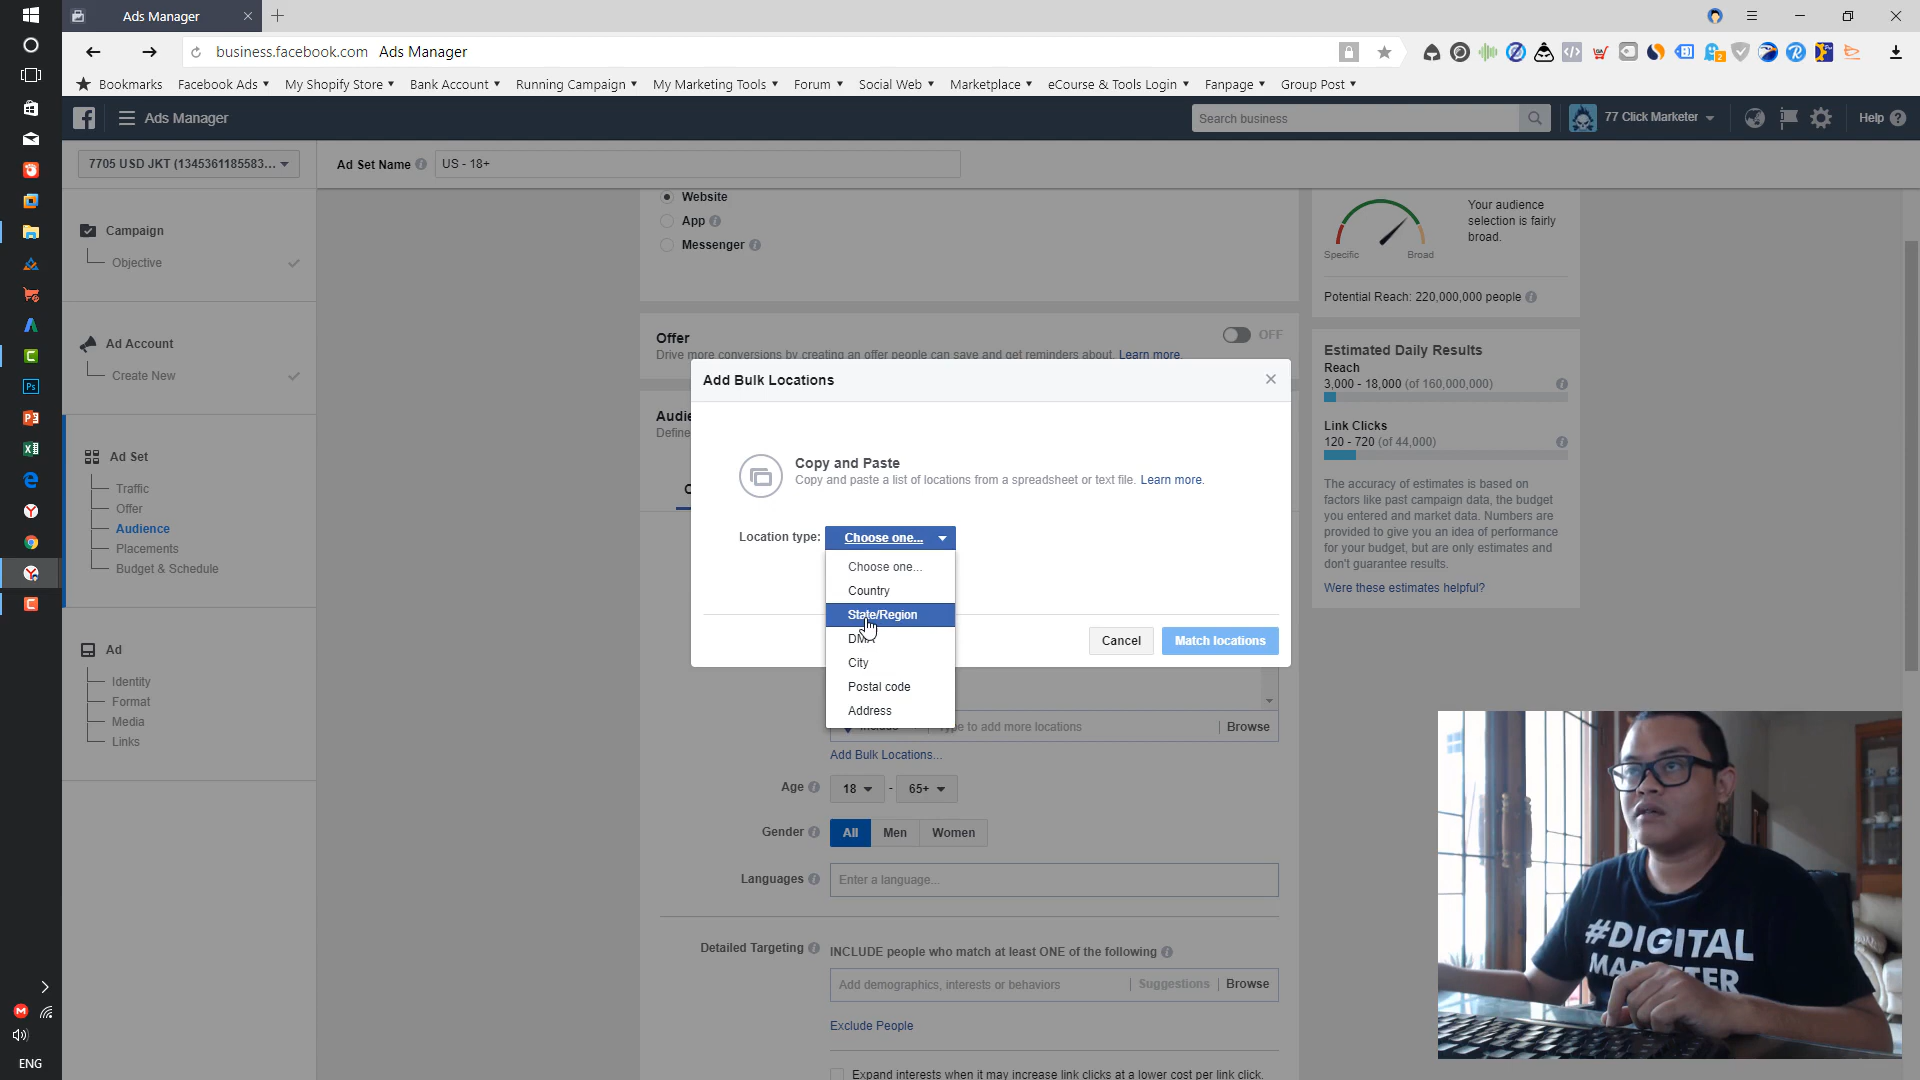 Ads Manager
business.facebook.com Ads Manager
Bookmarks Facebook Ads My Shopify Store Bank Account Running Campaign My Marketing Tools Forum Social Web Marketplace eCourse & Tools Login Fanpage Group Post
Ads Manager
Search business
77 Click Marketer
Help
7705 USD JKT (1345361185583...
Ad Set Name
US - 18+
Campaign
Objective
Ad Account
Create New
Ad Set
Traffic
Offer
Audience
Placements
Budget & Schedule
Ad
Identity
Format
Media
Links
Website
App
Messenger
Offer
OFF
Drive more conversions by creating an offer people can save and get reminders about. Learn more.
Audie
Define
C
Add Bulk Locations
Copy and Paste
Copy and paste a list of locations from a spreadsheet or text file. Learn more.
Location type:
Choose one...
Choose one...
Country
State/Region
DMA
City
Postal code
Address
Cancel
Match locations
Include
Type to add more locations
Browse
Add Bulk Locations...
Age
18 - 65+
Gender
All Men Women
Languages
Enter a language...
Detailed Targeting
INCLUDE people who match at least ONE of the following
Add demographics, interests or behaviors
Suggestions
Browse
Exclude People
Expand interests when it may increase link clicks at a lower cost per link click.
Specific
Broad
Your audience
selection is fairly
broad.
Potential Reach: 220,000,000 people
Estimated Daily Results
Reach
3,000 - 18,000 (of 160,000,000)
Link Clicks
120 - 720 (of 44,000)
The accuracy of estimates is based on
factors like past campaign data, the budget
you entered and market data. Numbers are
provided to give you an idea of performance
for your budget, but are only estimates and
don't guarantee results.
Were these estimates helpful?
#DIGITAL
MARKETER
ENG